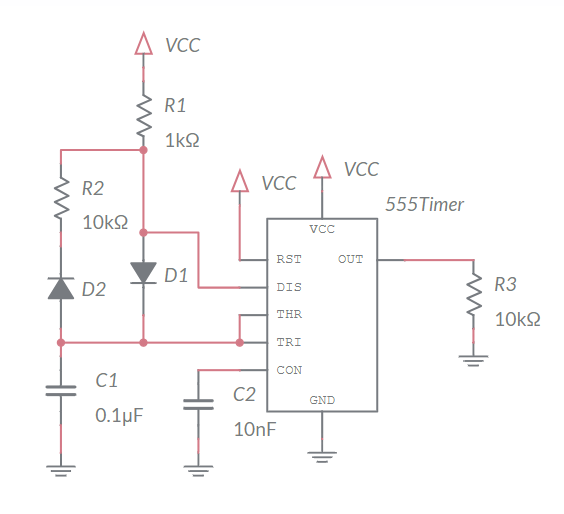 VCC
R1
1kΩ
VCC
VCC
R2
10kΩ
555Timer
VCC
RST
OUT
DIS
THR
TRI
CON
GND
D1
D2
R3
10kΩ
C1
0.1µF
C2
10nF